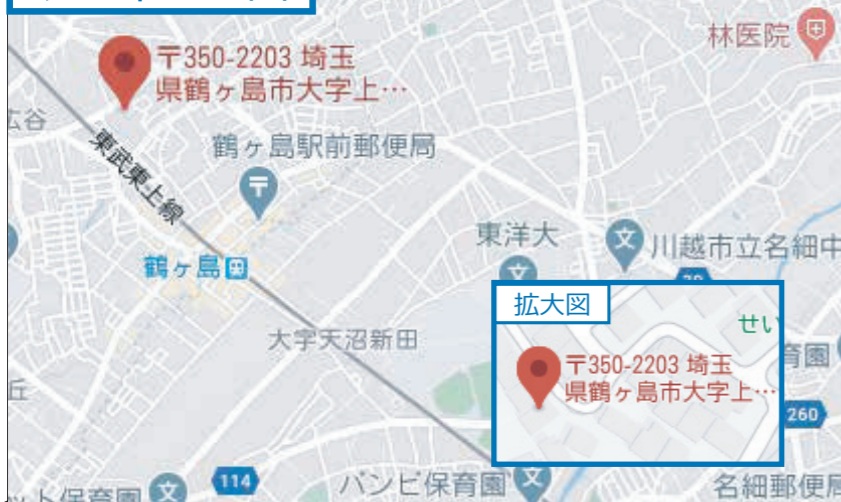 林医院
〒350-2203 埼玉
県鶴ヶ島市大字上…
広谷
鶴ヶ島駅前郵便局
東武東上線
東洋大
川越市立名細中
鶴ヶ島
39
拡大図
せい
大字天沼新田
〒350-2203 埼玉
県鶴ヶ島市大字上…
育園
丘
260
114
バンビ保育園
ット保育園
名細郵便局